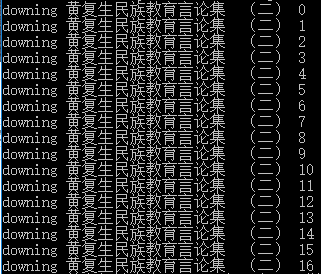 downing 黄复生民族教育言论集 (二) 0
downing 黄复生民族教育言论集 (二) 1
downing 黄复生民族教育言论集 (二) 2
downing 黄复生民族教育言论集 (二) 3
downing 黄复生民族教育言论集 (二) 4
downing 黄复生民族教育言论集 (二) 5
downing 黄复生民族教育言论集 (二) 6
downing 黄复生民族教育言论集 (二) 7
downing 黄复生民族教育言论集 (二) 8
downing 黄复生民族教育言论集 (二) 9
downing 黄复生民族教育言论集 (二) 10
downing 黄复生民族教育言论集 (二) 11
downing 黄复生民族教育言论集 (二) 12
downing 黄复生民族教育言论集 (二) 13
downing 黄复生民族教育言论集 (二) 14
downing 黄复生民族教育言论集 (二) 15
downing 黄复生民族教育言论集 (二) 16